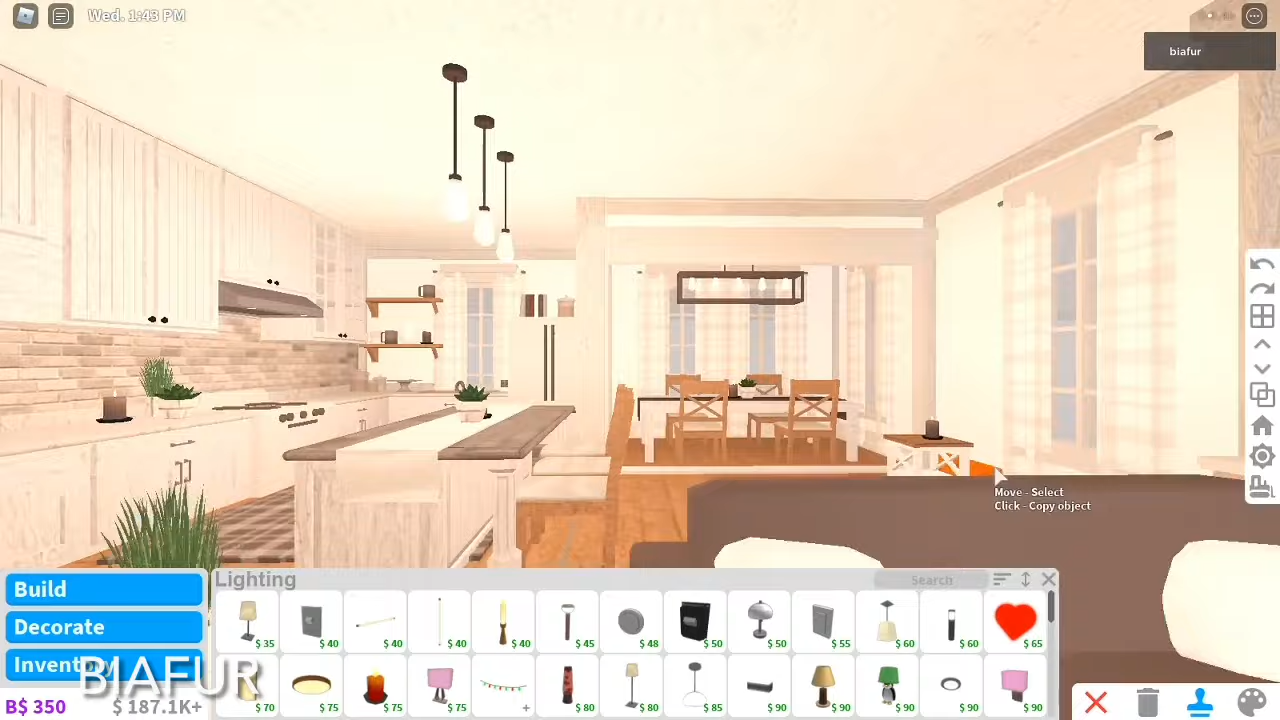 Wed. 1:43 PM
biafur
Move - Select
Click - Copy object
Lighting
Search
Build
Decorate
Inventory
BIAFUR
B$ 350
$ 187.1K+
$ 35
$ 40
$ 40
$ 40
$ 40
$ 45
$ 48
$ 50
$ 50
$ 55
$ 60
$ 60
$ 65
$ 70
$ 75
$ 75
$ 75
+
$ 80
$ 80
$ 85
$ 90
$ 90
$ 90
$ 90
$ 90